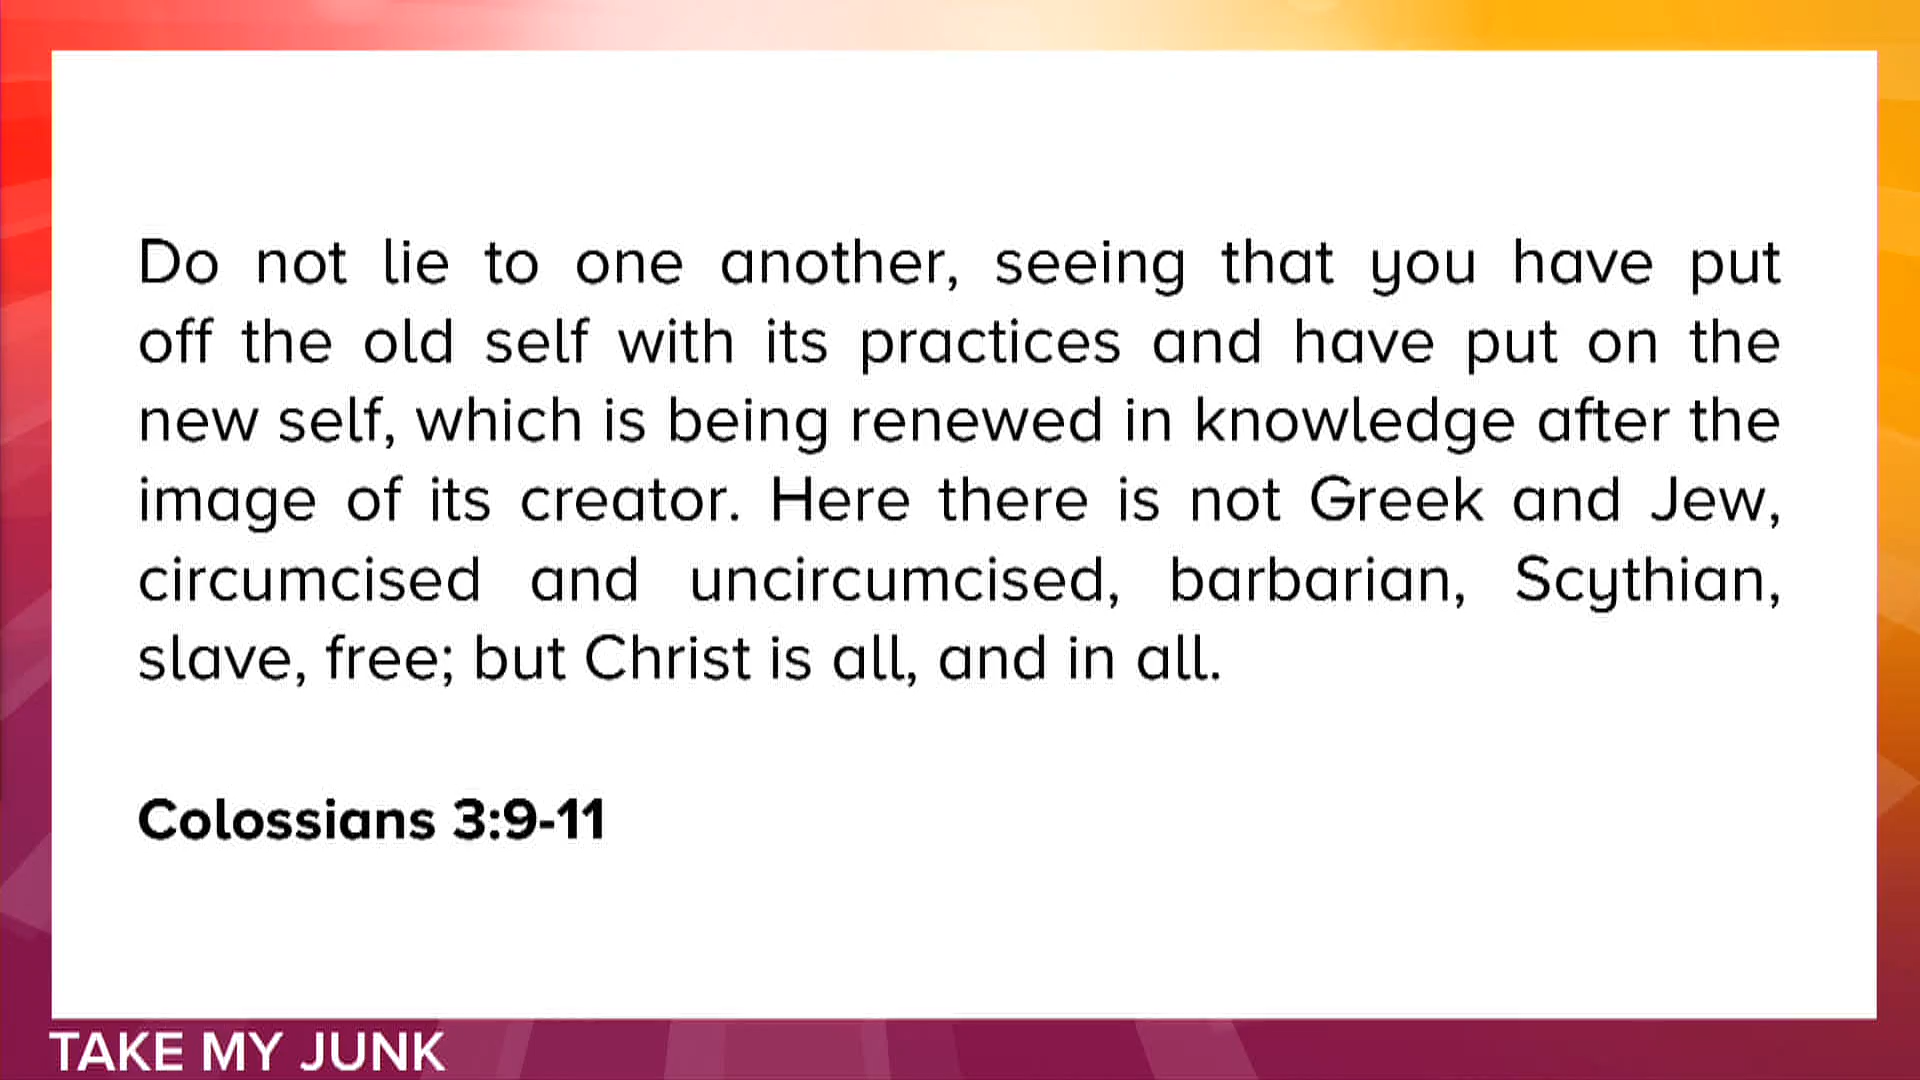 Do not lie to one another, seeing that you have put
off the old self with its practices and have put on the
new self, which is being renewed in knowledge after the
image of its creator. Here there is not Greek and Jew,
circumcised and uncircumcised, barbarian, Scythian,
slave, free; but Christ is all, and in all.
Colossians 3:9-11
TAKE MY JUNK